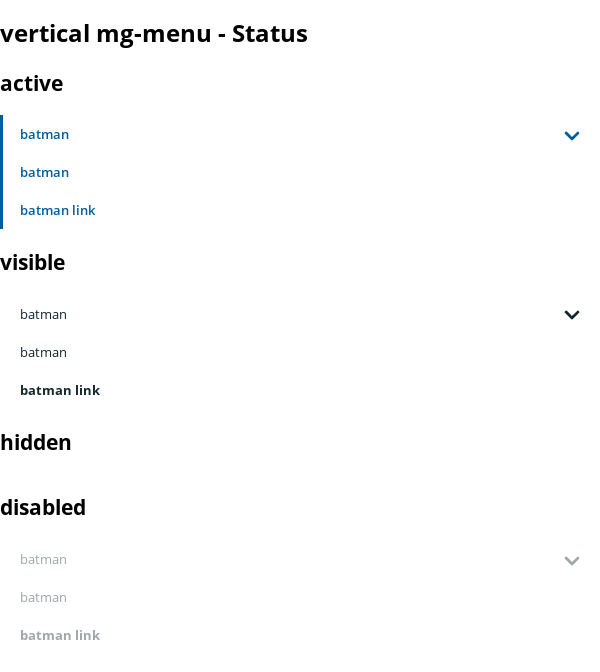 vertical mg-menu - Status
active
batman
batman
batman link
visible
batman
batman
batman link
hidden
disabled
batman
batman
batman link